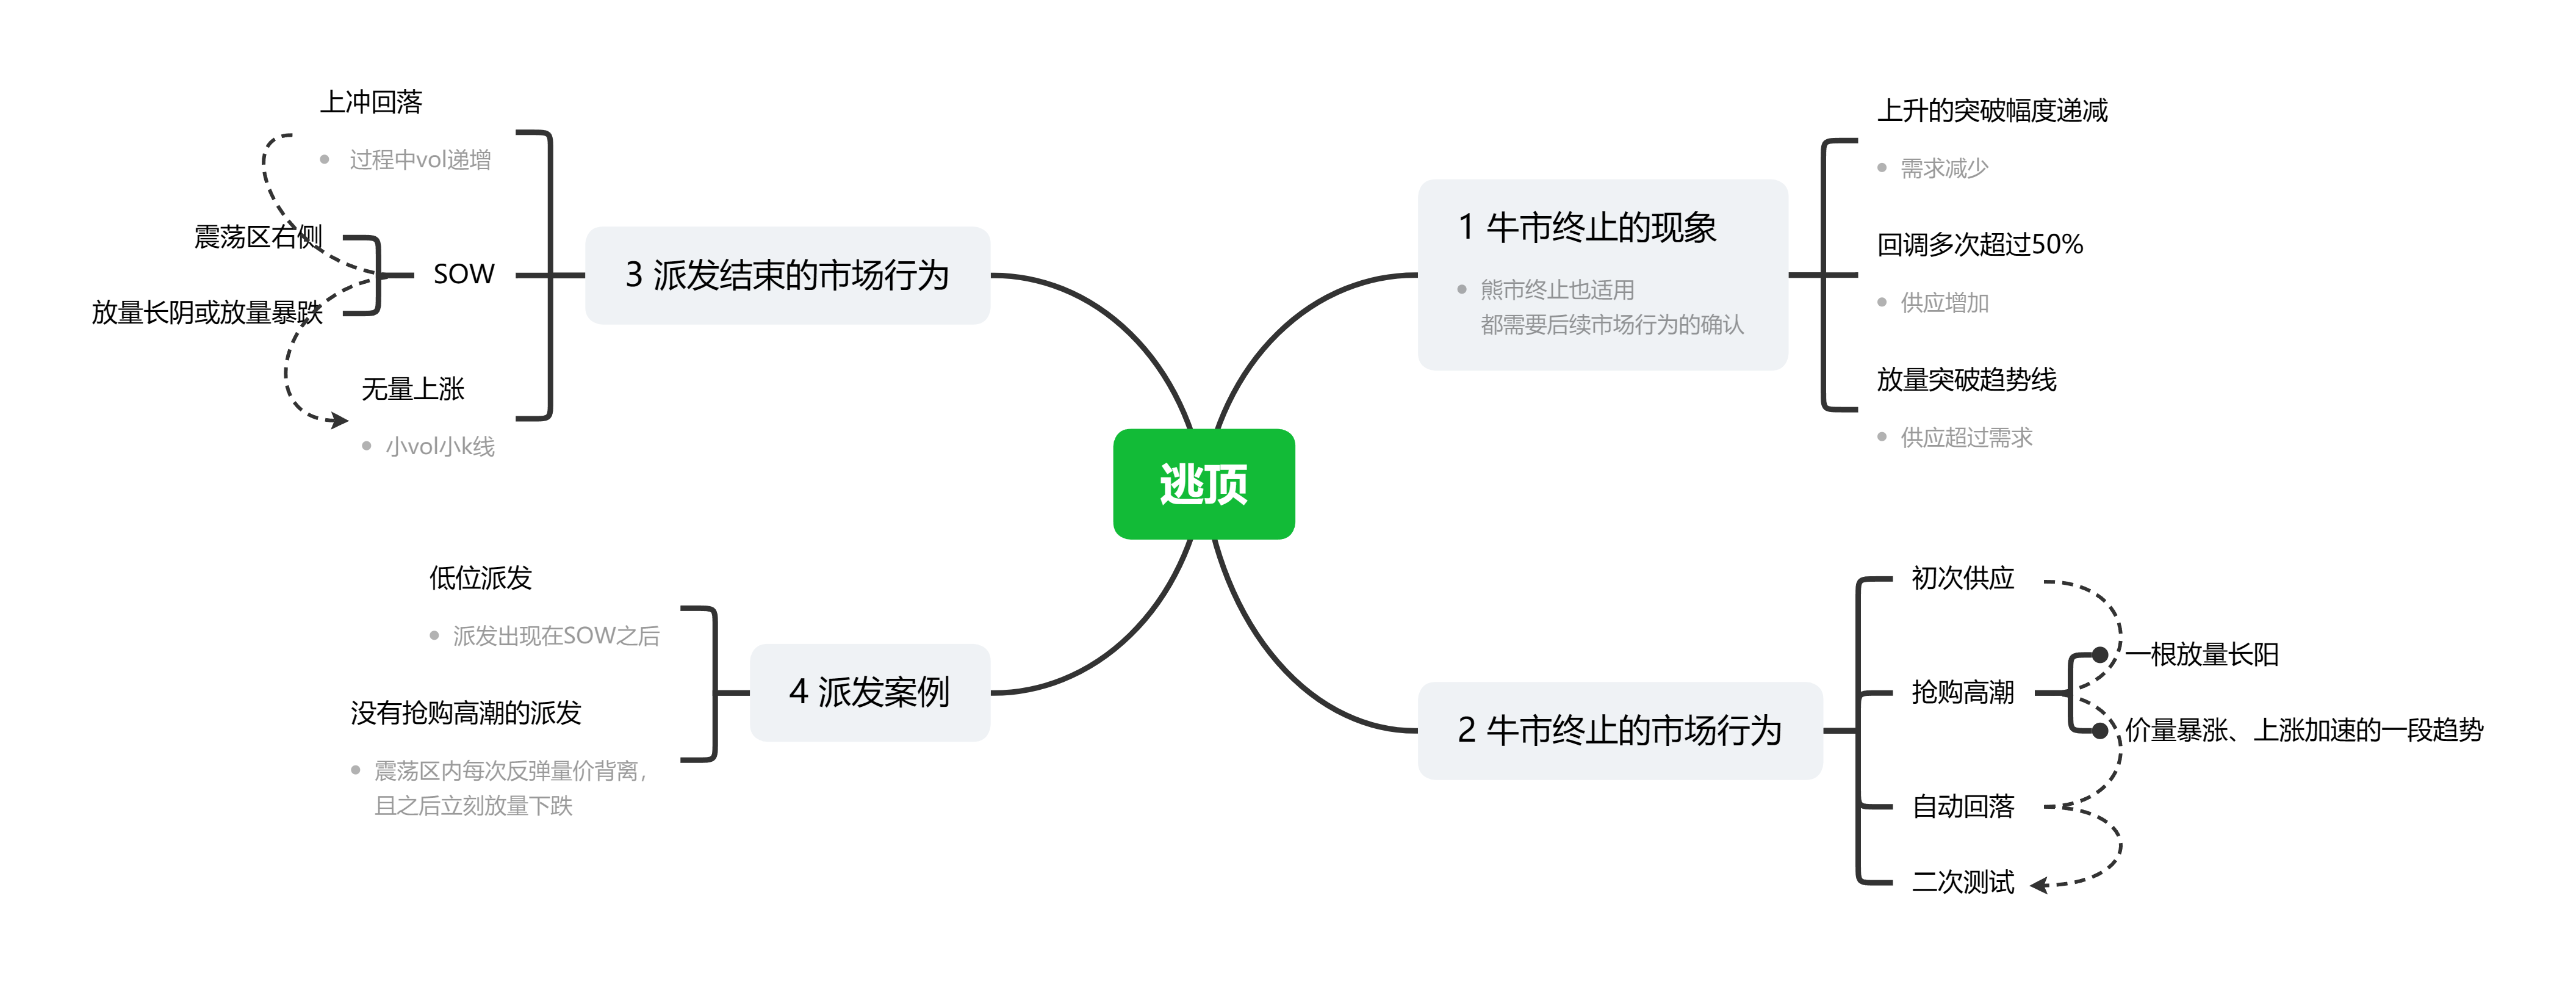 逃顶
1 牛市终止的现象
熊市终止也适用
都需要后续市场行为的确认
上升的突破幅度递减
需求减少
回调多次超过50%
供应增加
放量突破趋势线
供应超过需求
2 牛市终止的市场行为
初次供应
抢购高潮
一根放量长阳
价量暴涨、上涨加速的一段趋势
自动回落
二次测试
3 派发结束的市场行为
上冲回落
过程中vol递增
SOW
震荡区右侧
放量长阴或放量暴跌
无量上涨
小vol小k线
4 派发案例
低位派发
派发出现在SOW之后
没有抢购高潮的派发
震荡区内每次反弹量价背离，
且之后立刻放量下跌